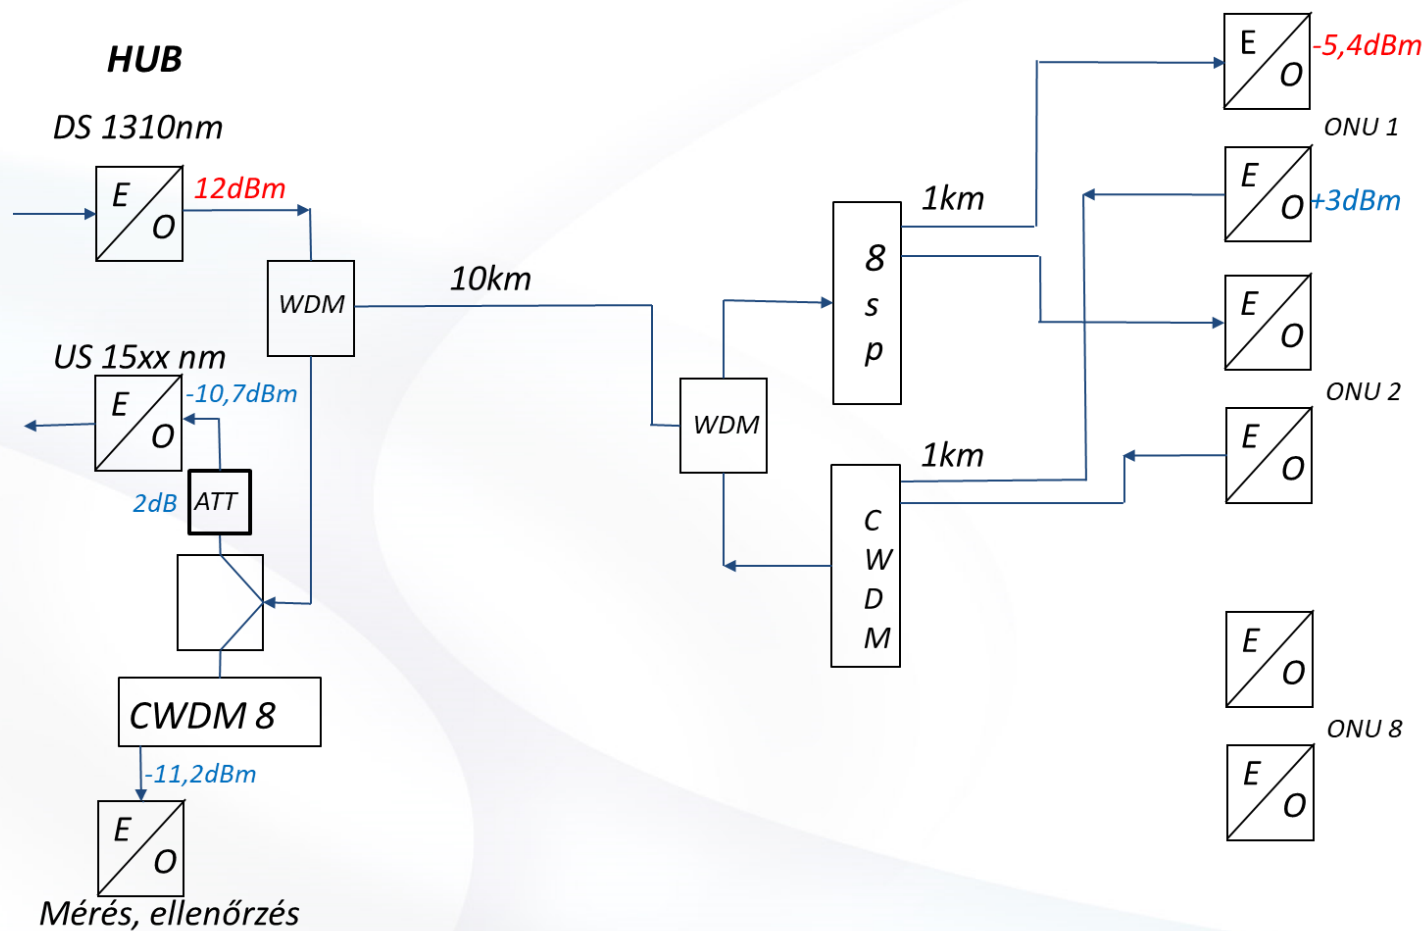 HUB
DS 1310nm
E
O
12dBm
WDM
10km
US 15xx nm
E
O
-10,7dBm
2dB
ATT
CWDM 8
-11,2dBm
E
O
Mérés, ellenőrzés
WDM
8
s
p
1km
C
W
D
M
1km
E
O
-5,4dBm
ONU 1
E
O
+3dBm
E
O
ONU 2
E
O
E
O
ONU 8
E
O